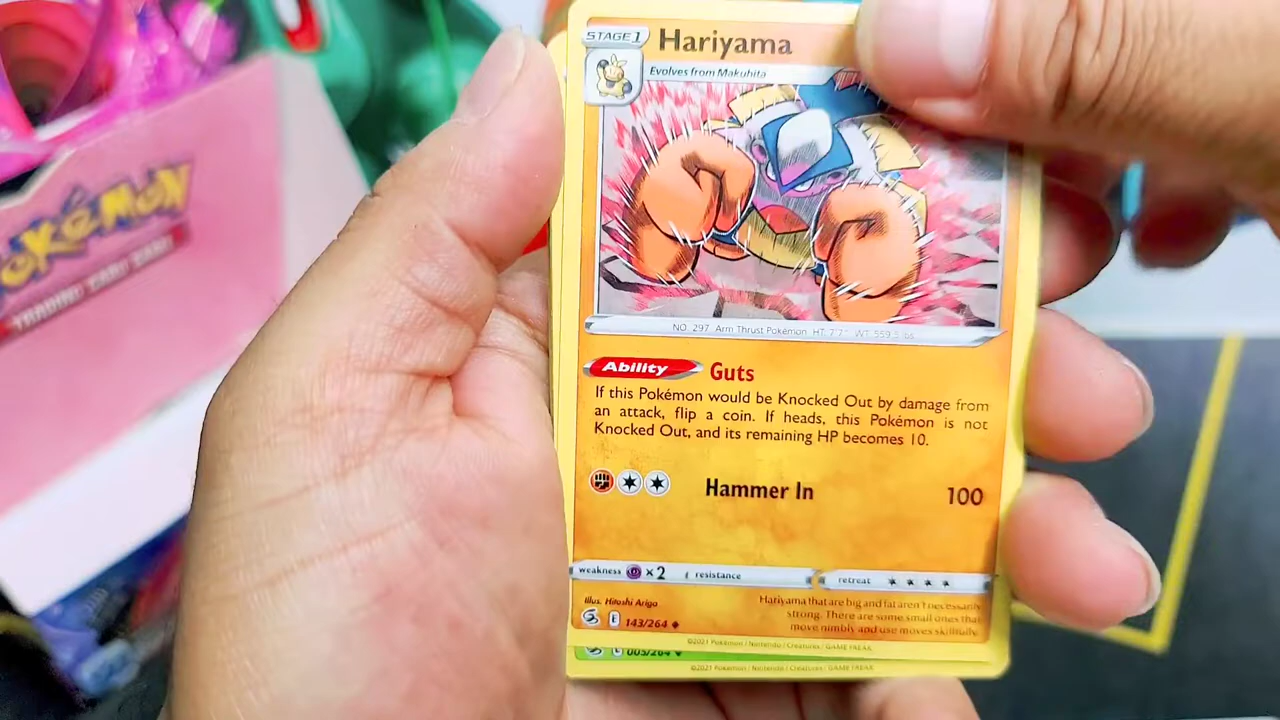 STAGE 1
Hariyama
Evolves from Makuhita
NO. 297 Arm Thrust Pokémon HT: 7'7" WT: 559.5 lbs
Ability Guts
If this Pokémon would be Knocked Out by damage from
an attack, flip a coin. If heads, this Pokémon is not
Knocked Out, and its remaining HP becomes 10.
Hammer In 100
weakness ×2 resistance retreat
Illus. Hitoshi Ariga
E 143/264
Hariyama that are big and fat aren't necessarily
strong. There are some small ones that
move nimbly and use moves skillfully.
©2021 Pokémon / Nintendo / Creatures / GAME FREAK
005/264
©2021 Pokémon / Nintendo / Creatures / GAME FREAK
Pokémon
TRADING CARD GAME